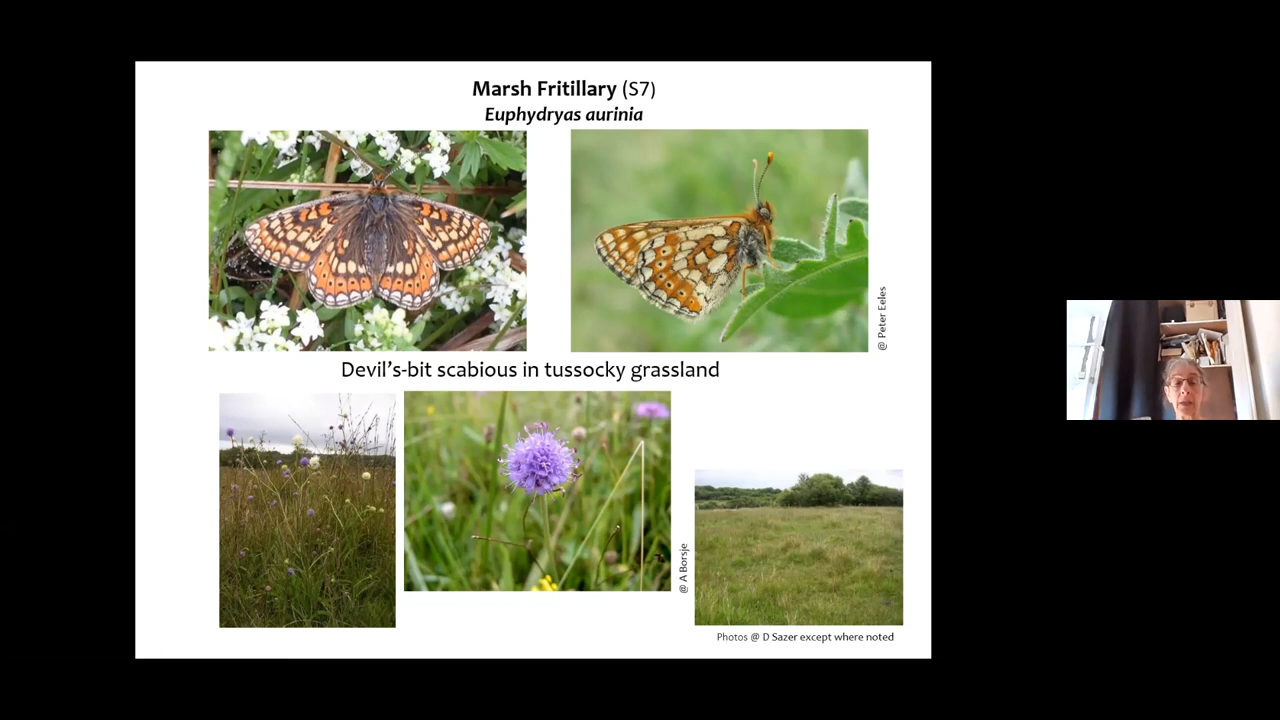 Marsh Fritillary (S7)
Euphydryas aurinia
@ Peter Eeles
Devil's-bit scabious in tussocky grassland
@ A Borsje
Photos @ D Sazer except where noted